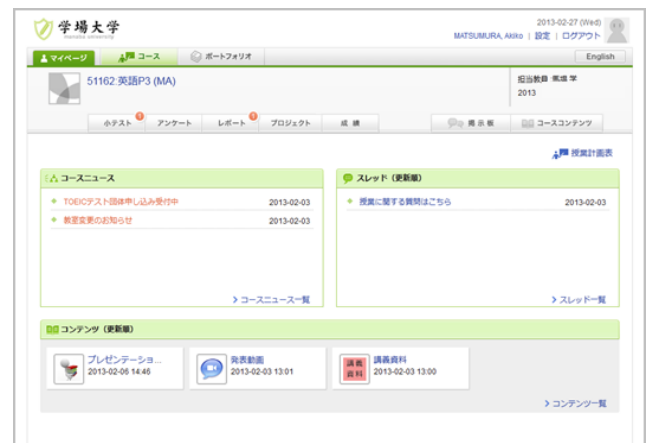 学場大学
manaba university
2013-02-27 (Wed)
MATSUMURA, Akiko | 設定 | ログアウト
マイページ
コース
ポートフォリオ
English
51162:英語P3 (MA)
2013
小テスト
アンケート
レポート
プロジェクト
成績
掲示板
コースコンテンツ
授業計画表
コースニュース
TOEICテスト団体申し込み受付中 2013-02-03
教室変更のお知らせ 2013-02-03
コースニュース一覧
スレッド (更新順)
授業に関する質問はこちら 2013-02-03
スレッド一覧
コンテンツ (更新順)
プレゼンテーショ...
2013-02-06 14:46
発表動画
2013-02-03 13:01
講義
資料
講義資料
2013-02-03 13:00
コンテンツ一覧